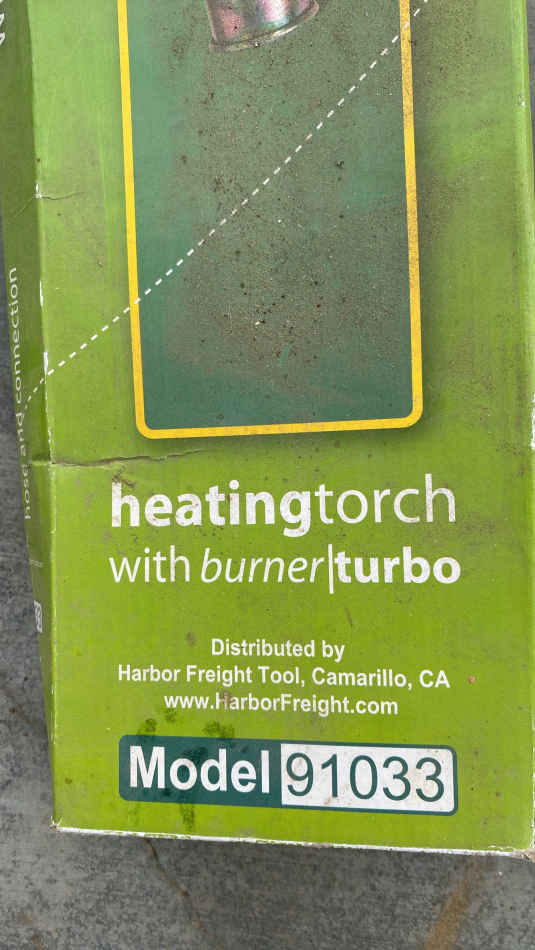 hose and connection
heatingtorch
with burner|turbo
Distributed by
Harbor Freight Tool, Camarillo, CA
www.HarborFreight.com
Model 91033